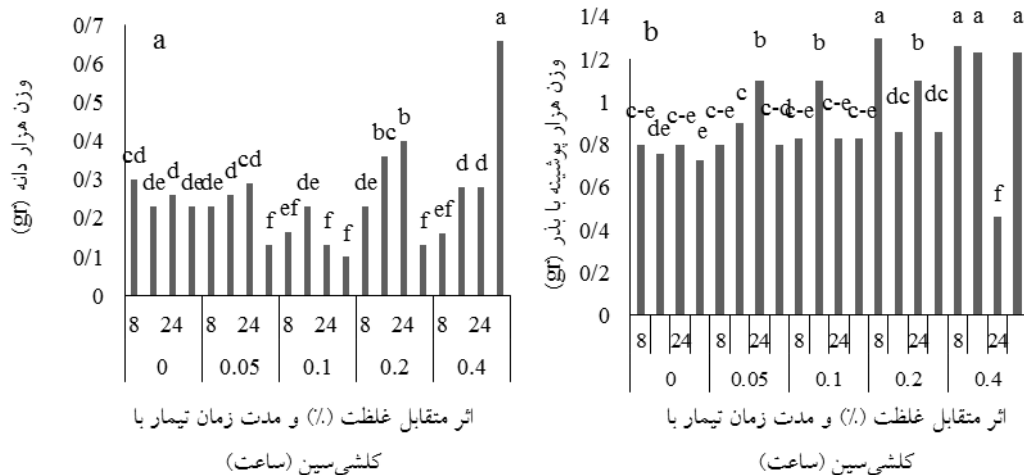 a
وزن هزار دانه (gr)
0/7
0/6
0/5
0/4
0/3
0/2
0/1
0
cd de d de de d cd f ef de f f de bc b f ef d d a
8 24 8 24 8 24 8 24 8 24
0 0.05 0.1 0.2 0.4
اثر متقابل غلظت (٪) و مدت زمان تیمار با
کلشی‌سین (ساعت)
b
وزن هزار پوشینه با بذر (gr)
1/4
1/2
1
0/8
0/6
0/4
0/2
0
c-e de c-e e c-e c b c-d c-e b c-e c-e a dc b dc a a f a
8 24 8 24 8 24 8 24 8 24
0 0.05 0.1 0.2 0.4
اثر متقابل غلظت (٪) و مدت زمان تیمار با
کلشی‌سین (ساعت)